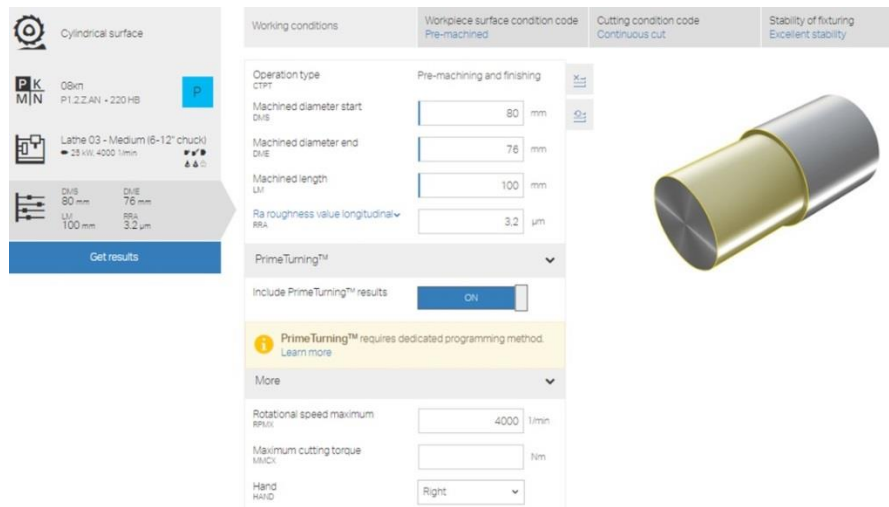 Cylindrical surface
P K
M N
08кп
P1.2.Z.AN - 220 HB
P
Lathe 03 - Medium (6-12" chuck)
25 kW, 4000 1/min
DMS
80 mm
DME
76 mm
LM
100 mm
RRA
3.2 µm
Get results
Working conditions
Workpiece surface condition code
Pre-machined
Cutting condition code
Continuous cut
Stability of fixturing
Excellent stability
Operation type
CTPT
Pre-machining and finishing
Machined diameter start
DMS
80 mm
Machined diameter end
DME
76 mm
Machined length
LM
100 mm
Ra roughness value longitudinal
RRA
3.2 µm
PrimeTurning™
Include PrimeTurning™ results
ON
PrimeTurning™ requires dedicated programming method.
Learn more
More
Rotational speed maximum
RPMX
4000 1/min
Maximum cutting torque
MMCX
Nm
Hand
HAND
Right